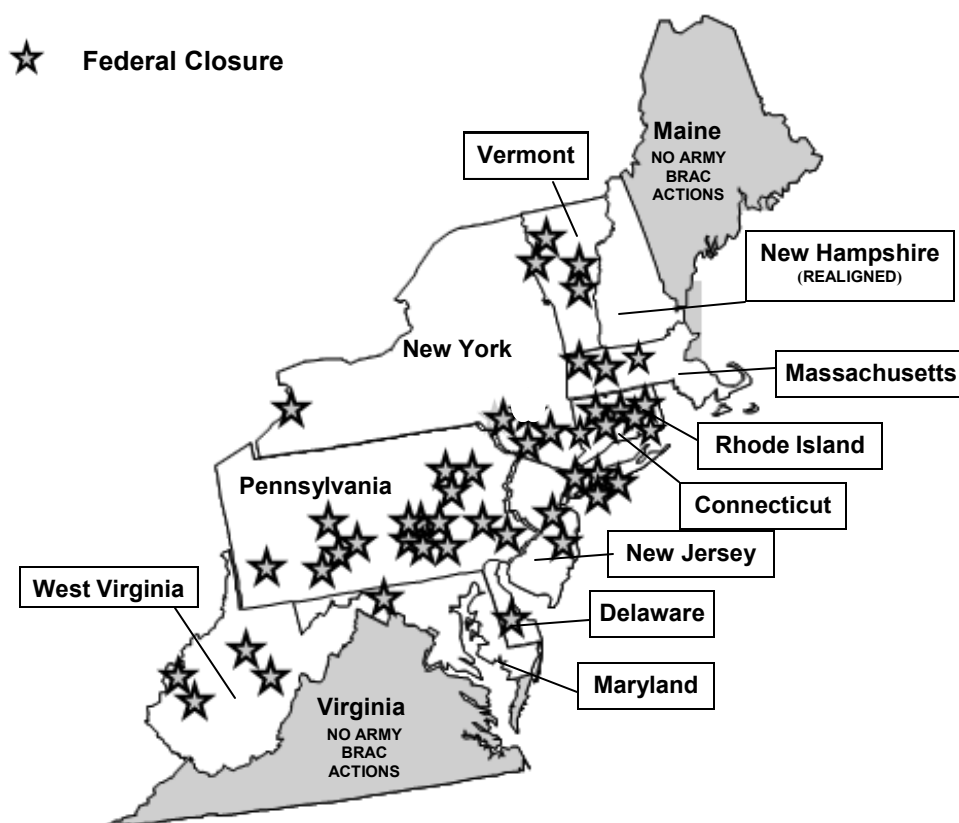 Federal Closure
Maine
NO ARMY
BRAC
ACTIONS
Vermont
New Hampshire
(REALIGNED)
New York
Massachusetts
Rhode Island
Pennsylvania
Connecticut
New Jersey
West Virginia
Delaware
Maryland
Virginia
NO ARMY
BRAC
ACTIONS